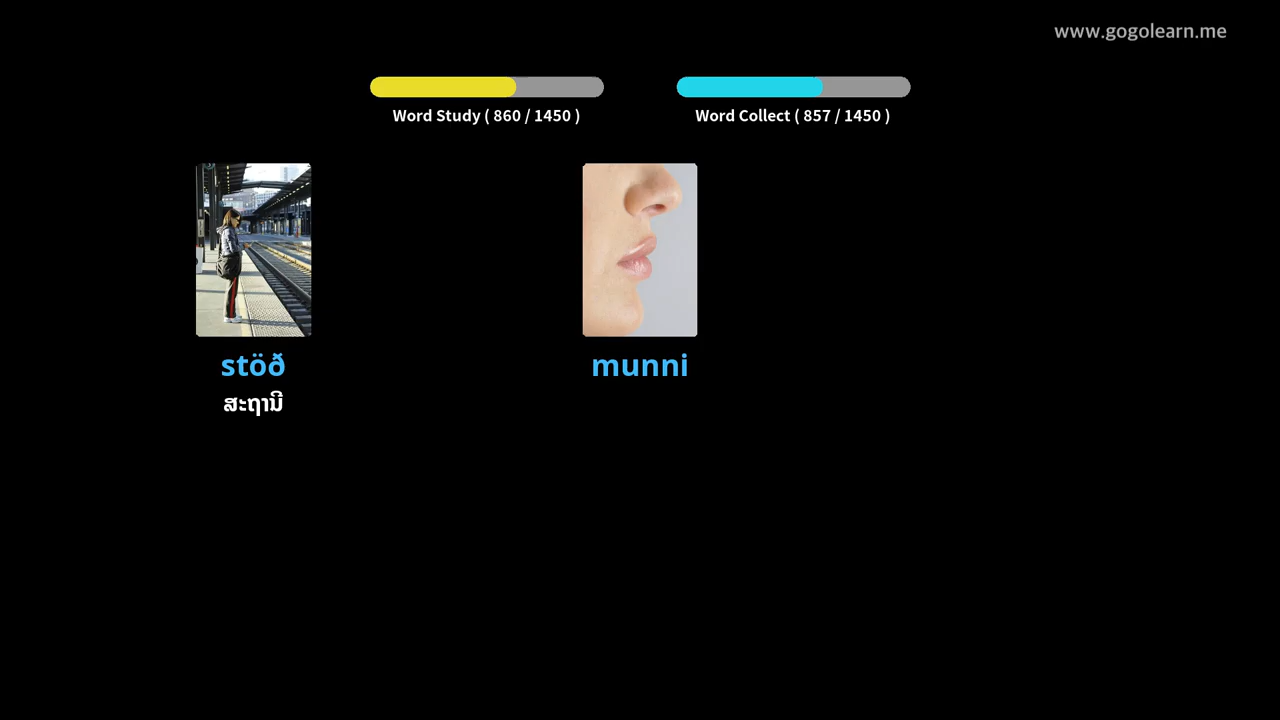 www.gogolearn.me
Word Study ( 860 / 1450 )
Word Collect ( 857 / 1450 )
stöð
ສະຖານີ
munni